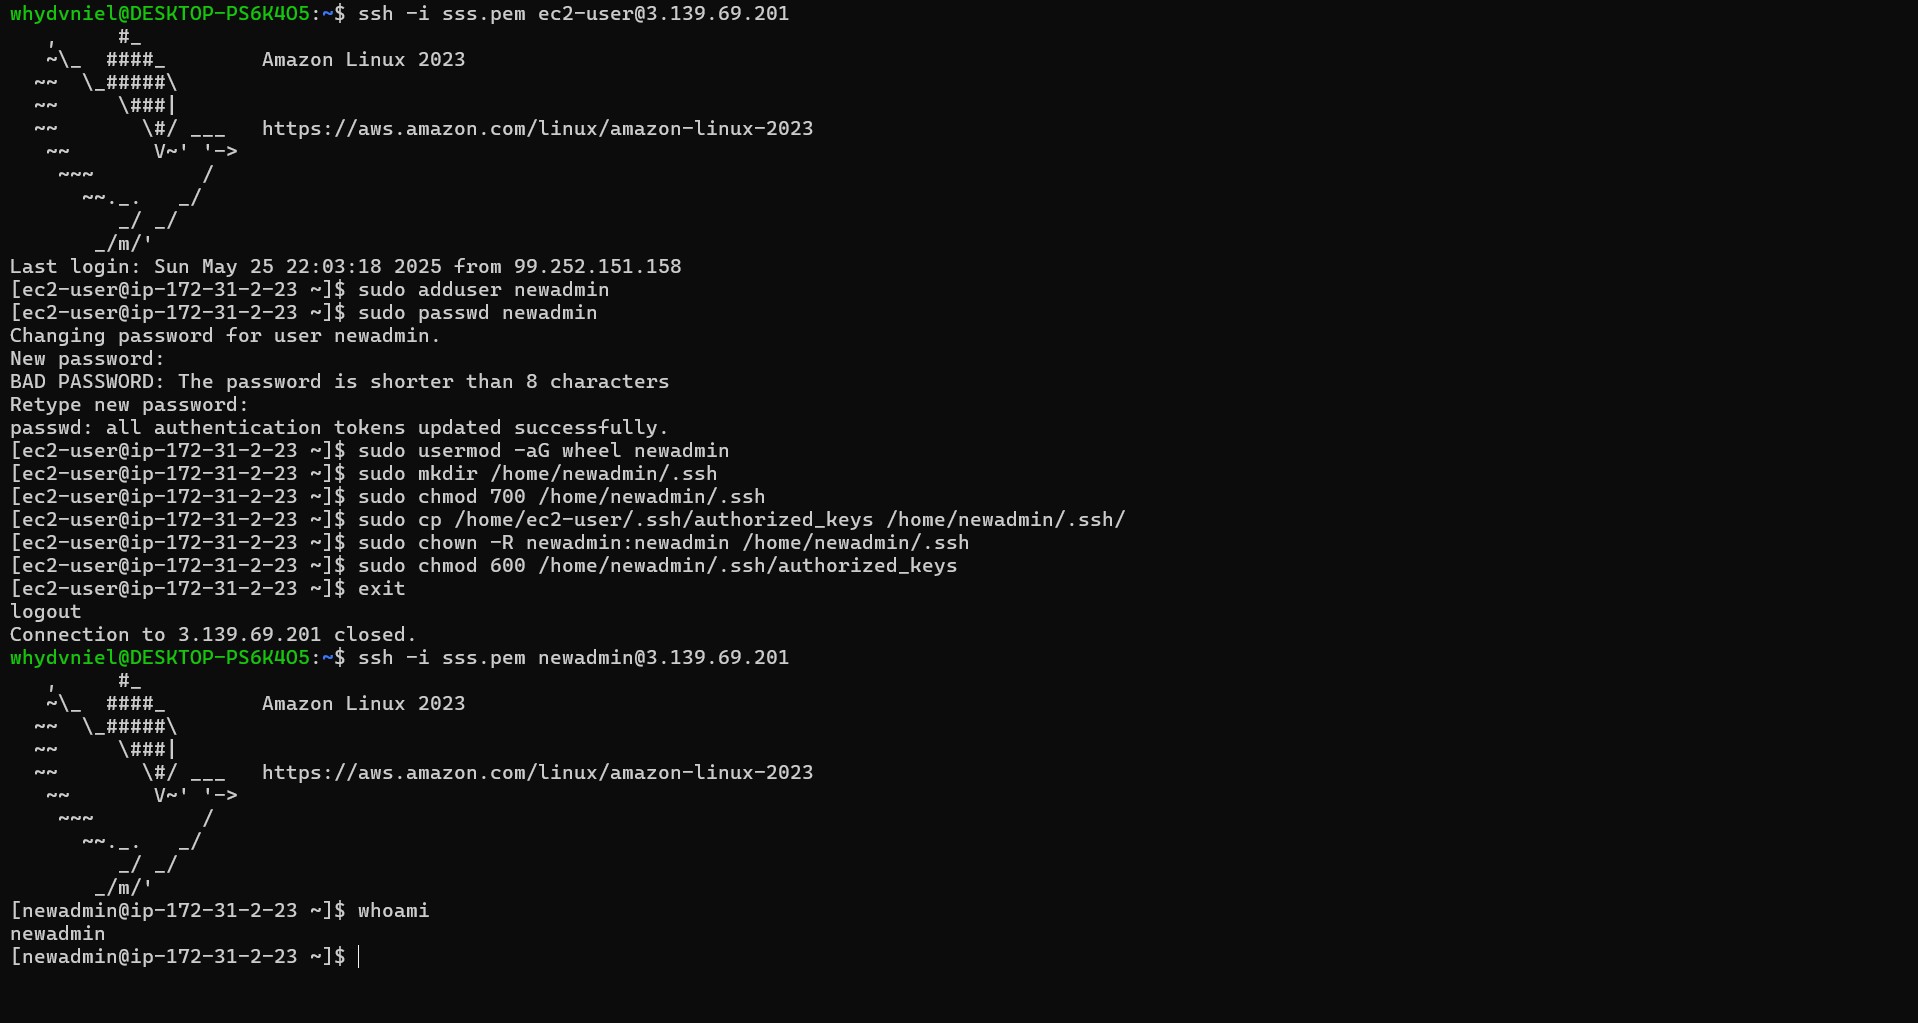 whydvniel@DESKTOP-PS6K4O5:~$ ssh -i sss.pem ec2-user@3.139.69.201
   ,     #_
   ~\_  ####_        Amazon Linux 2023
  ~~  \_#####\
  ~~     \###|
  ~~       \#/ ___   https://aws.amazon.com/linux/amazon-linux-2023
   ~~       V~' '->
    ~~~         /
      ~~._.   _/
         _/ _/
       _/m/'
Last login: Sun May 25 22:03:18 2025 from 99.252.151.158
[ec2-user@ip-172-31-2-23 ~]$ sudo adduser newadmin
[ec2-user@ip-172-31-2-23 ~]$ sudo passwd newadmin
Changing password for user newadmin.
New password:
BAD PASSWORD: The password is shorter than 8 characters
Retype new password:
passwd: all authentication tokens updated successfully.
[ec2-user@ip-172-31-2-23 ~]$ sudo usermod -aG wheel newadmin
[ec2-user@ip-172-31-2-23 ~]$ sudo mkdir /home/newadmin/.ssh
[ec2-user@ip-172-31-2-23 ~]$ sudo chmod 700 /home/newadmin/.ssh
[ec2-user@ip-172-31-2-23 ~]$ sudo cp /home/ec2-user/.ssh/authorized_keys /home/newadmin/.ssh/
[ec2-user@ip-172-31-2-23 ~]$ sudo chown -R newadmin:newadmin /home/newadmin/.ssh
[ec2-user@ip-172-31-2-23 ~]$ sudo chmod 600 /home/newadmin/.ssh/authorized_keys
[ec2-user@ip-172-31-2-23 ~]$ exit
logout
Connection to 3.139.69.201 closed.
whydvniel@DESKTOP-PS6K4O5:~$ ssh -i sss.pem newadmin@3.139.69.201
   ,     #_
   ~\_  ####_        Amazon Linux 2023
  ~~  \_#####\
  ~~     \###|
  ~~       \#/ ___   https://aws.amazon.com/linux/amazon-linux-2023
   ~~       V~' '->
    ~~~         /
      ~~._.   _/
         _/ _/
       _/m/'
[newadmin@ip-172-31-2-23 ~]$ whoami
newadmin
[newadmin@ip-172-31-2-23 ~]$